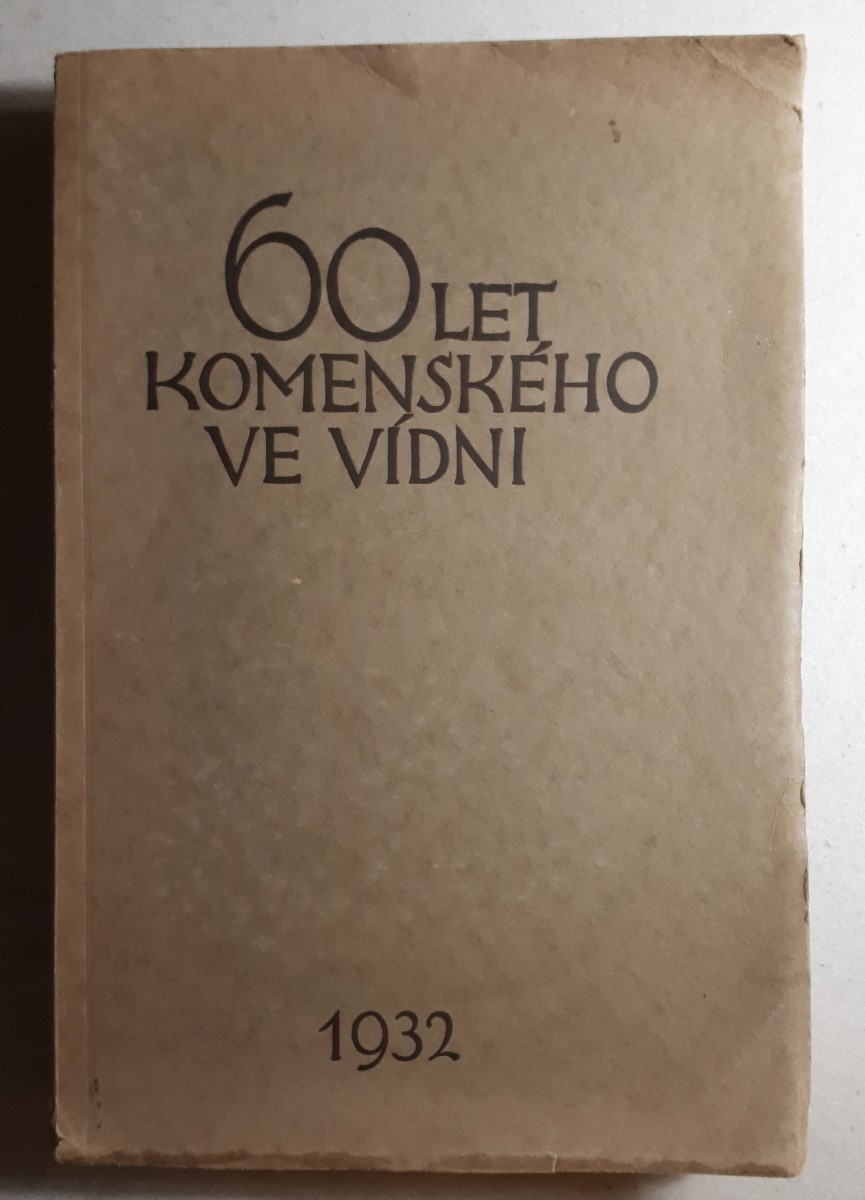 60 LET
KOMENSKÉHO
VE VÍDNI
1932